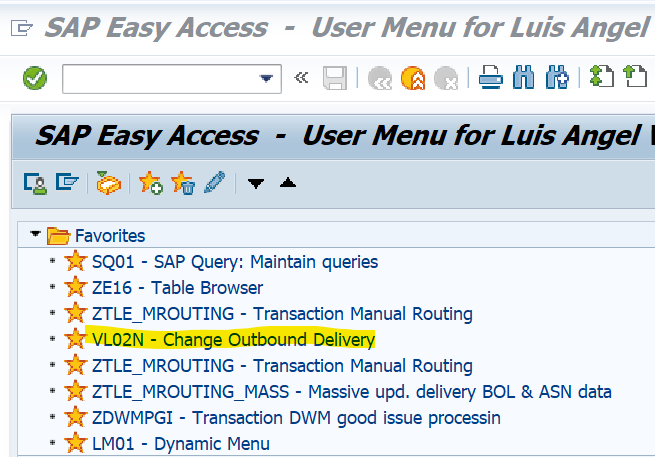 SAP Easy Access - User Menu for Luis Angel
SAP Easy Access - User Menu for Luis Angel
Favorites
SQ01 - SAP Query: Maintain queries
ZE16 - Table Browser
ZTLE_MROUTING - Transaction Manual Routing
VL02N - Change Outbound Delivery
ZTLE_MROUTING - Transaction Manual Routing
ZTLE_MROUTING_MASS - Massive upd. delivery BOL & ASN data
ZDWMPGI - Transaction DWM good issue processin
LM01 - Dynamic Menu